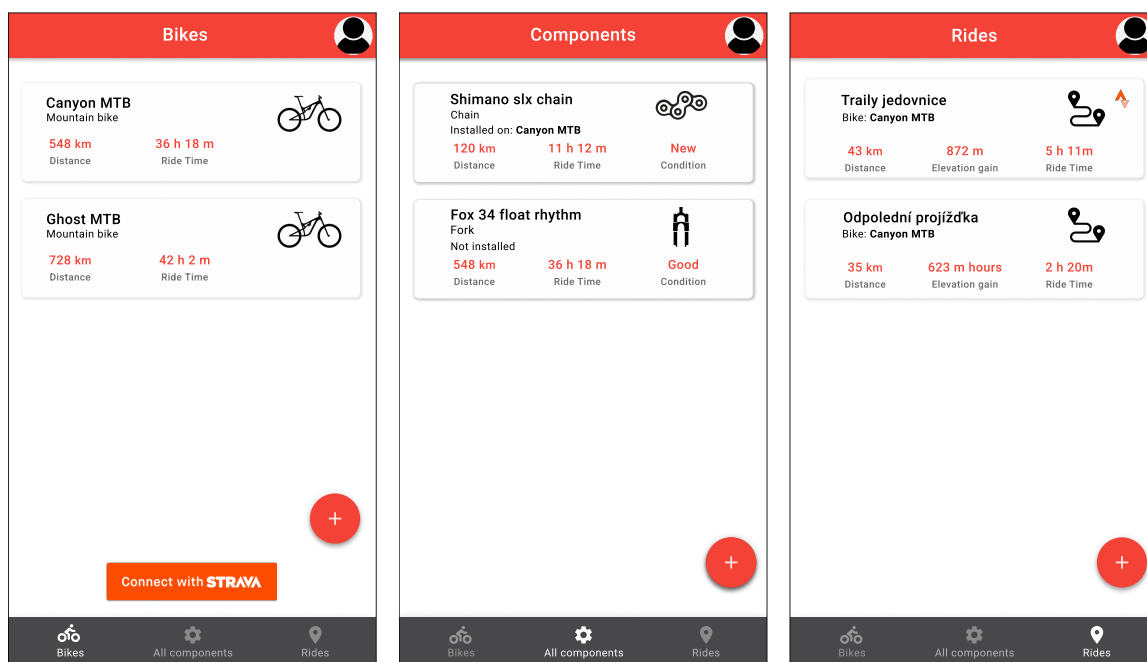 Bikes
Canyon MTB
Mountain bike
548 km
36 h 18 m
Distance
Ride Time
Ghost MTB
Mountain bike
728 km
42 h 2 m
Distance
Ride Time
+
Connect with STRAVA
Bikes
All components
Rides
Components
Shimano slx chain
Chain
Installed on: Canyon MTB
120 km
11 h 12 m
New
Distance
Ride Time
Condition
Fox 34 float rhythm
Fork
Not installed
548 km
36 h 18 m
Good
Distance
Ride Time
Condition
+
Bikes
All components
Rides
Rides
Traily jedovnice
Bike: Canyon MTB
43 km
872 m
5 h 11m
Distance
Elevation gain
Ride Time
Odpolední projížďka
Bike: Canyon MTB
35 km
623 m hours
2 h 20m
Distance
Elevation gain
Ride Time
+
Bikes
All components
Rides